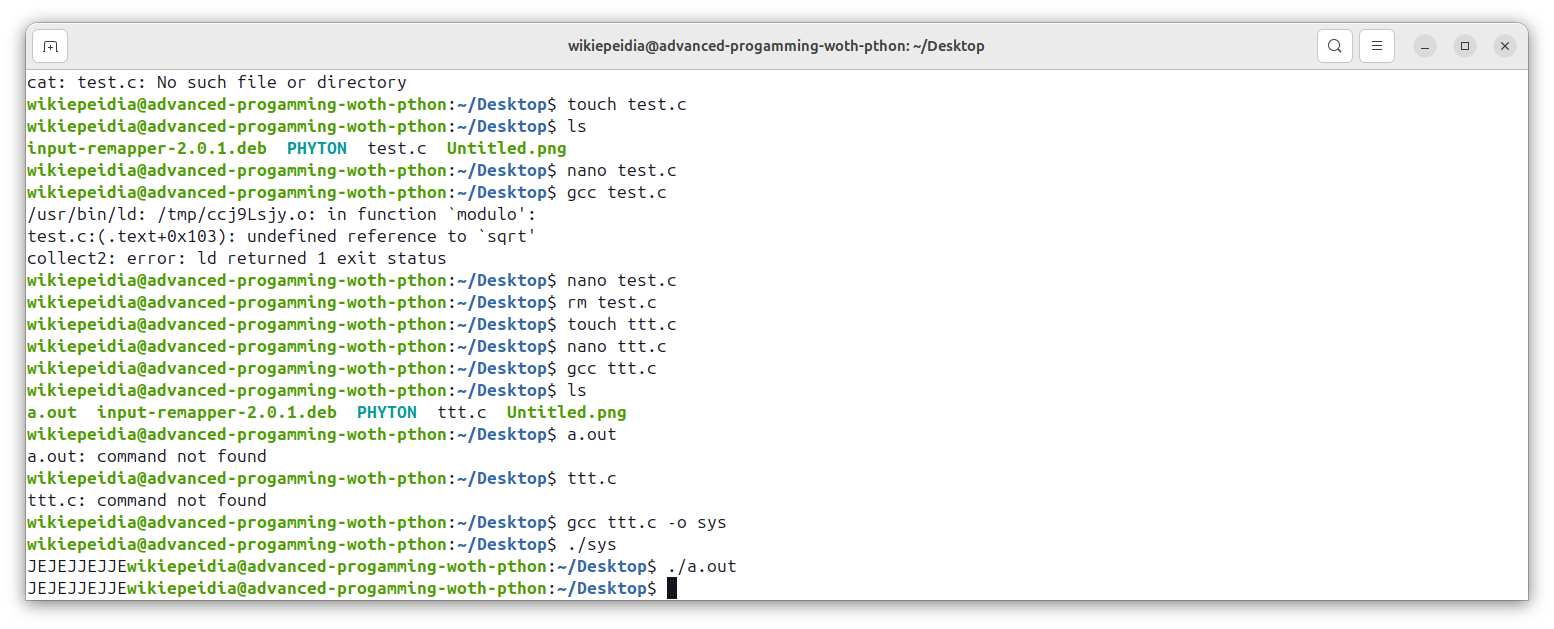 wikiepeidia@advanced-progamming-woth-pthon: ~/Desktop
cat: test.c: No such file or directory
wikiepeidia@advanced-progamming-woth-pthon:~/Desktop$ touch test.c
wikiepeidia@advanced-progamming-woth-pthon:~/Desktop$ ls
input-remapper-2.0.1.deb  PHYTON  test.c  Untitled.png
wikiepeidia@advanced-progamming-woth-pthon:~/Desktop$ nano test.c
wikiepeidia@advanced-progamming-woth-pthon:~/Desktop$ gcc test.c
/usr/bin/ld: /tmp/ccj9Lsjy.o: in function `modulo':
test.c:(.text+0x103): undefined reference to `sqrt'
collect2: error: ld returned 1 exit status
wikiepeidia@advanced-progamming-woth-pthon:~/Desktop$ nano test.c
wikiepeidia@advanced-progamming-woth-pthon:~/Desktop$ rm test.c
wikiepeidia@advanced-progamming-woth-pthon:~/Desktop$ touch ttt.c
wikiepeidia@advanced-progamming-woth-pthon:~/Desktop$ nano ttt.c
wikiepeidia@advanced-progamming-woth-pthon:~/Desktop$ gcc ttt.c
wikiepeidia@advanced-progamming-woth-pthon:~/Desktop$ ls
a.out  input-remapper-2.0.1.deb  PHYTON  ttt.c  Untitled.png
wikiepeidia@advanced-progamming-woth-pthon:~/Desktop$ a.out
a.out: command not found
wikiepeidia@advanced-progamming-woth-pthon:~/Desktop$ ttt.c
ttt.c: command not found
wikiepeidia@advanced-progamming-woth-pthon:~/Desktop$ gcc ttt.c -o sys
wikiepeidia@advanced-progamming-woth-pthon:~/Desktop$ ./sys
JEJEJJEJJEwikiepeidia@advanced-progamming-woth-pthon:~/Desktop$ ./a.out
JEJEJJEJJEwikiepeidia@advanced-progamming-woth-pthon:~/Desktop$